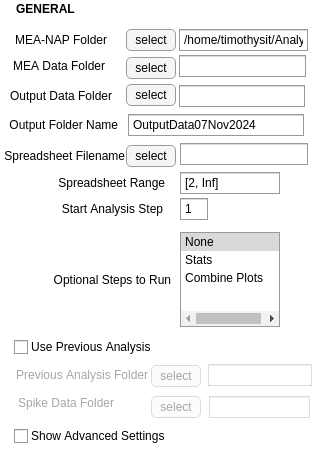 GENERAL
MEA-NAP Folder select /home/timothysit/Analy
MEA Data Folder select
Output Data Folder select
Output Folder Name OutputData07Nov2024
Spreadsheet Filename select
Spreadsheet Range [2, Inf]
Start Analysis Step 1
None
Stats
Optional Steps to Run Combine Plots
Use Previous Analysis
Previous Analysis Folder select
Spike Data Folder select
Show Advanced Settings